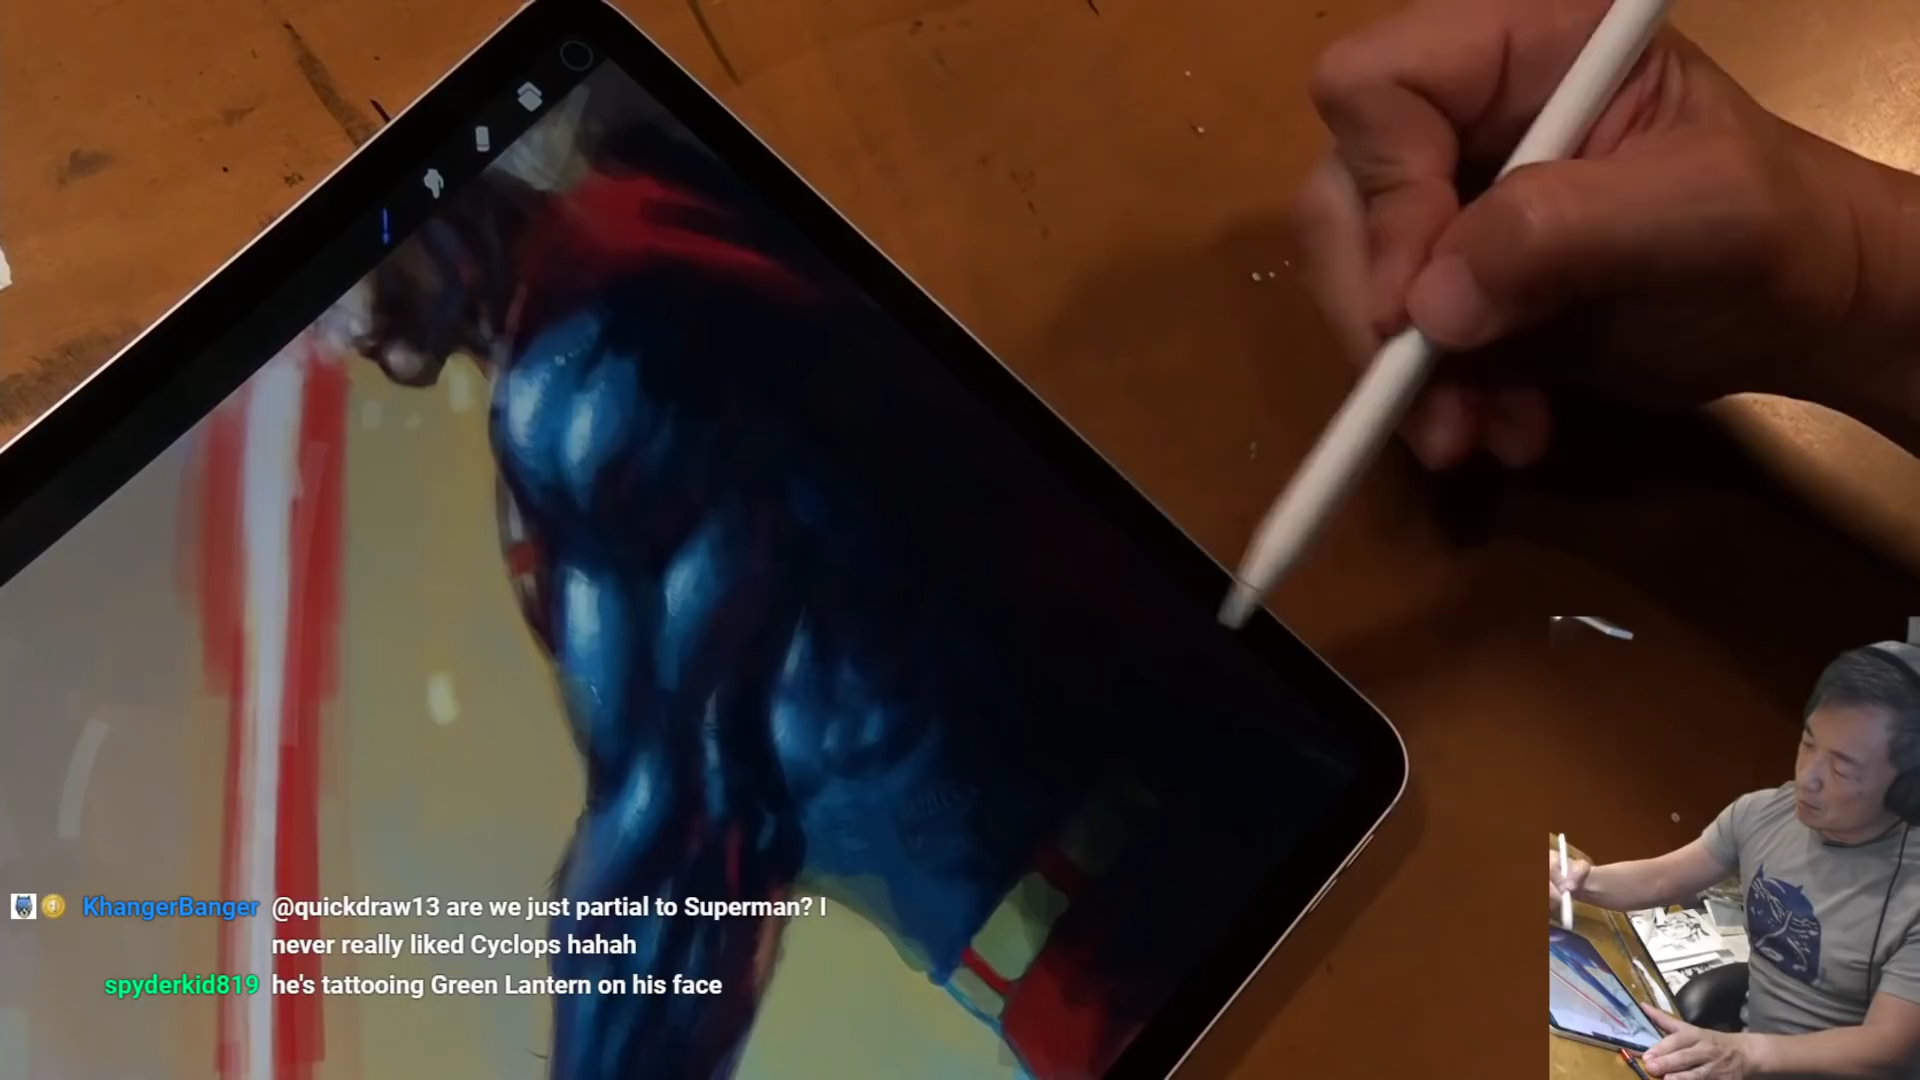 KhangerBanger @quickdraw13 are we just partial to Superman? I
never really liked Cyclops hahah
spyderkid819 he's tattooing Green Lantern on his face